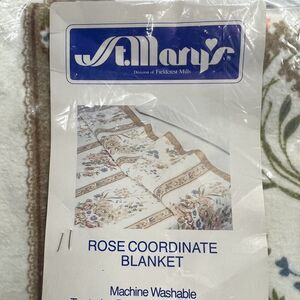 St.Mary's
Division of Fieldcrest Mills
ROSE COORDINATE
BLANKET
Machine Washable